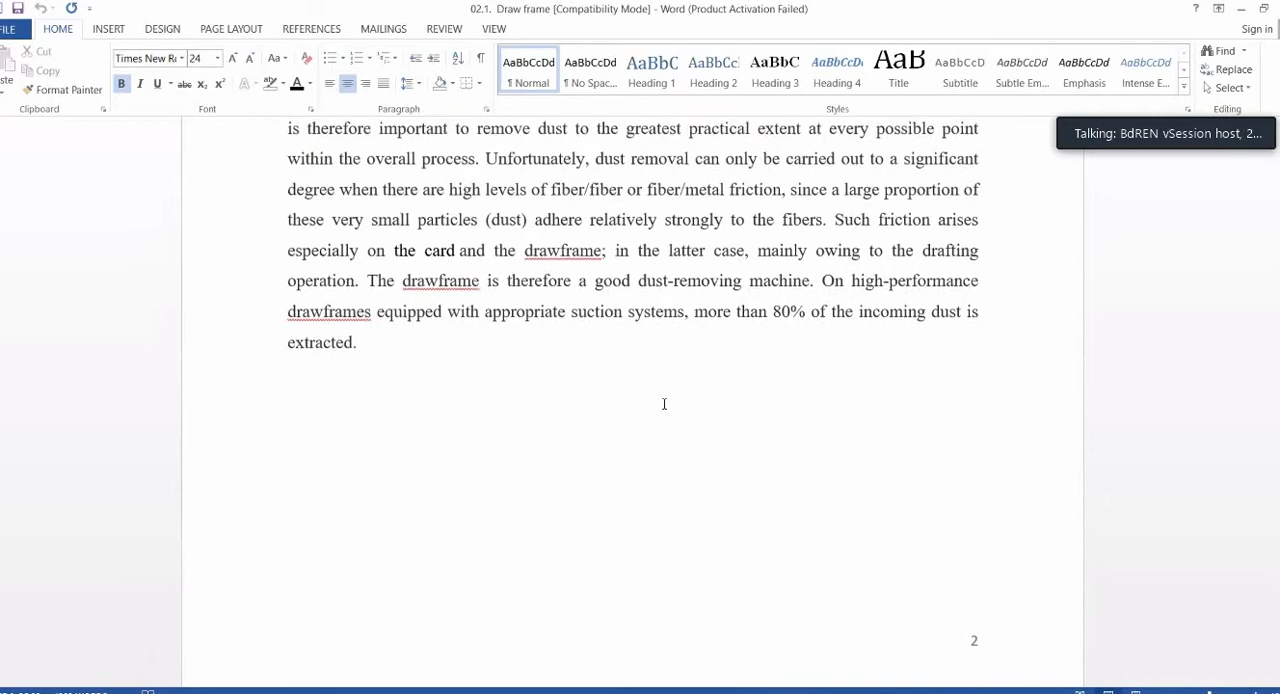 02.1. Draw frame [Compatibility Mode] - Word (Product Activation Failed)
? 
FILE HOME INSERT DESIGN PAGE LAYOUT REFERENCES MAILINGS REVIEW VIEW Sign in
Cut
Copy
Format Painter
Clipboard
Times New Ro 24 Aa
B I U abc X₂ X² A A
Font
Paragraph
AaBbCcDd AaBbCcDd AaBbC AaBbCc AaBbC AaBbCcDd AaB AaBbCcD AaBbCcDd AaBbCcDd AaBbCcDd
¶ Normal ¶ No Spac... Heading 1 Heading 2 Heading 3 Heading 4 Title Subtitle Subtle Em... Emphasis Intense E...
Styles
Find
Replace
Select
Editing
Talking: BdREN vSession host, 2...
is therefore important to remove dust to the greatest practical extent at every possible point
within the overall process. Unfortunately, dust removal can only be carried out to a significant
degree when there are high levels of fiber/fiber or fiber/metal friction, since a large proportion of
these very small particles (dust) adhere relatively strongly to the fibers. Such friction arises
especially on the card and the drawframe; in the latter case, mainly owing to the drafting
operation. The drawframe is therefore a good dust-removing machine. On high-performance
drawframes equipped with appropriate suction systems, more than 80% of the incoming dust is
extracted.
2